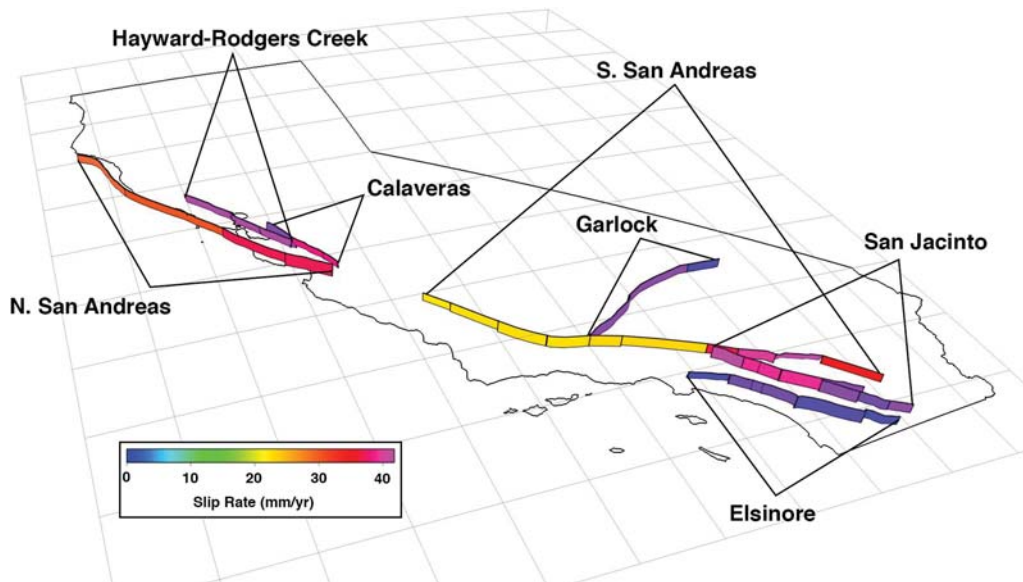 Hayward-Rodgers Creek
S. San Andreas
Calaveras
Garlock
San Jacinto
N. San Andreas
0 10 20 30 40
Slip Rate (mm/yr)
Elsinore